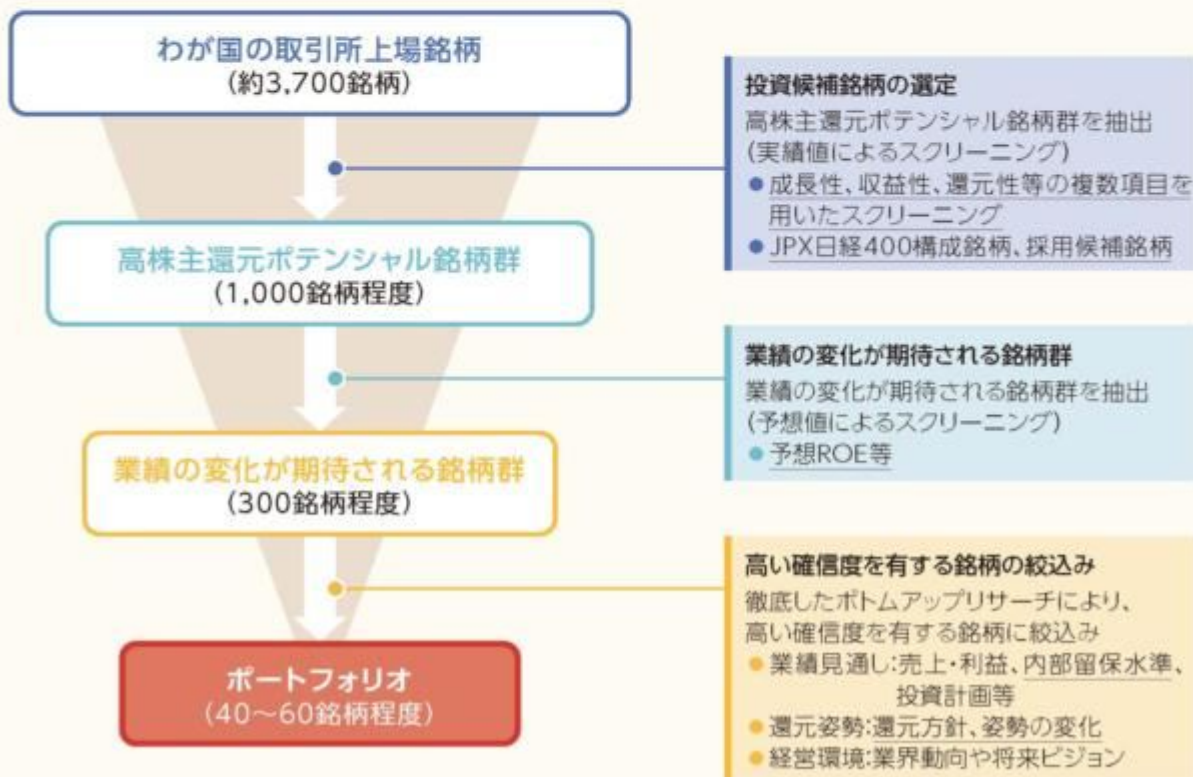 わが国の取引所上場銘柄
(約3,700銘柄)
投資候補銘柄の選定
高株主還元ポテンシャル銘柄群を抽出
(実績値によるスクリーニング)
●成長性、収益性、還元性等の複数項目を
用いたスクリーニング
●JPX日経400構成銘柄、採用候補銘柄
高株主還元ポテンシャル銘柄群
(1,000銘柄程度)
業績の変化が期待される銘柄群
業績の変化が期待される銘柄群を抽出
(予想値によるスクリーニング)
●予想ROE等
業績の変化が期待される銘柄群
(300銘柄程度)
高い確信度を有する銘柄の絞込み
徹底したボトムアップリサーチにより、
高い確信度を有する銘柄に絞込み
●業績見通し:売上・利益、内部留保水準、
投資計画等
●還元姿勢:還元方針、姿勢の変化
●経営環境:業界動向や将来ビジョン
ポートフォリオ
(40～60銘柄程度)